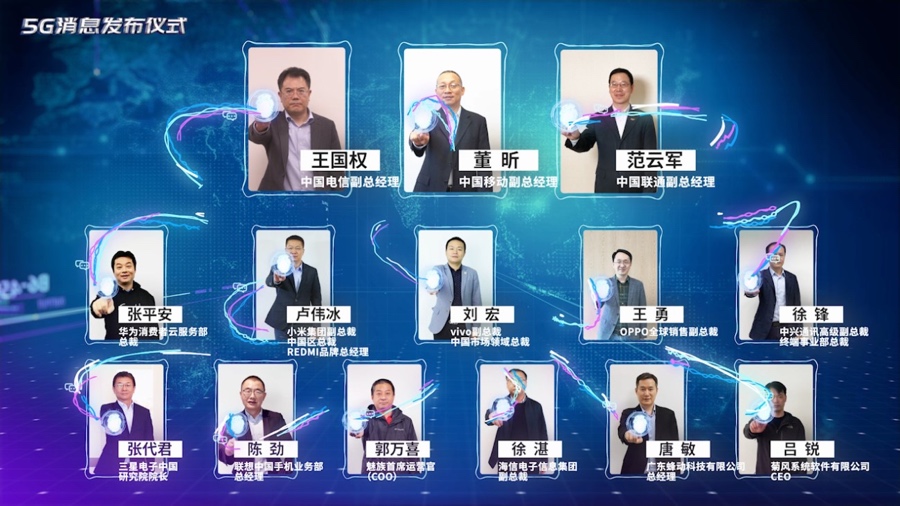 5G消息发布仪式
王国权
中国电信副总经理
董 昕
中国移动副总经理
范云军
中国联通副总经理
张平安
华为消费者云服务部
总裁
卢伟冰
小米集团副总裁
中国区总裁
REDMI品牌总经理
刘 宏
vivo副总裁
中国市场领域总裁
王 勇
OPPO全球销售副总裁
徐 锋
中兴通讯高级副总裁
终端事业部总裁
张代君
三星电子中国
研究院院长
陈 劲
联想中国手机业务部
总经理
郭万喜
魅族首席运营官
(COO)
徐 湛
海信电子信息集团
副总裁
唐 敏
广东蜂动科技有限公司
总经理
吕 锐
菊风系统软件有限公司
CEO